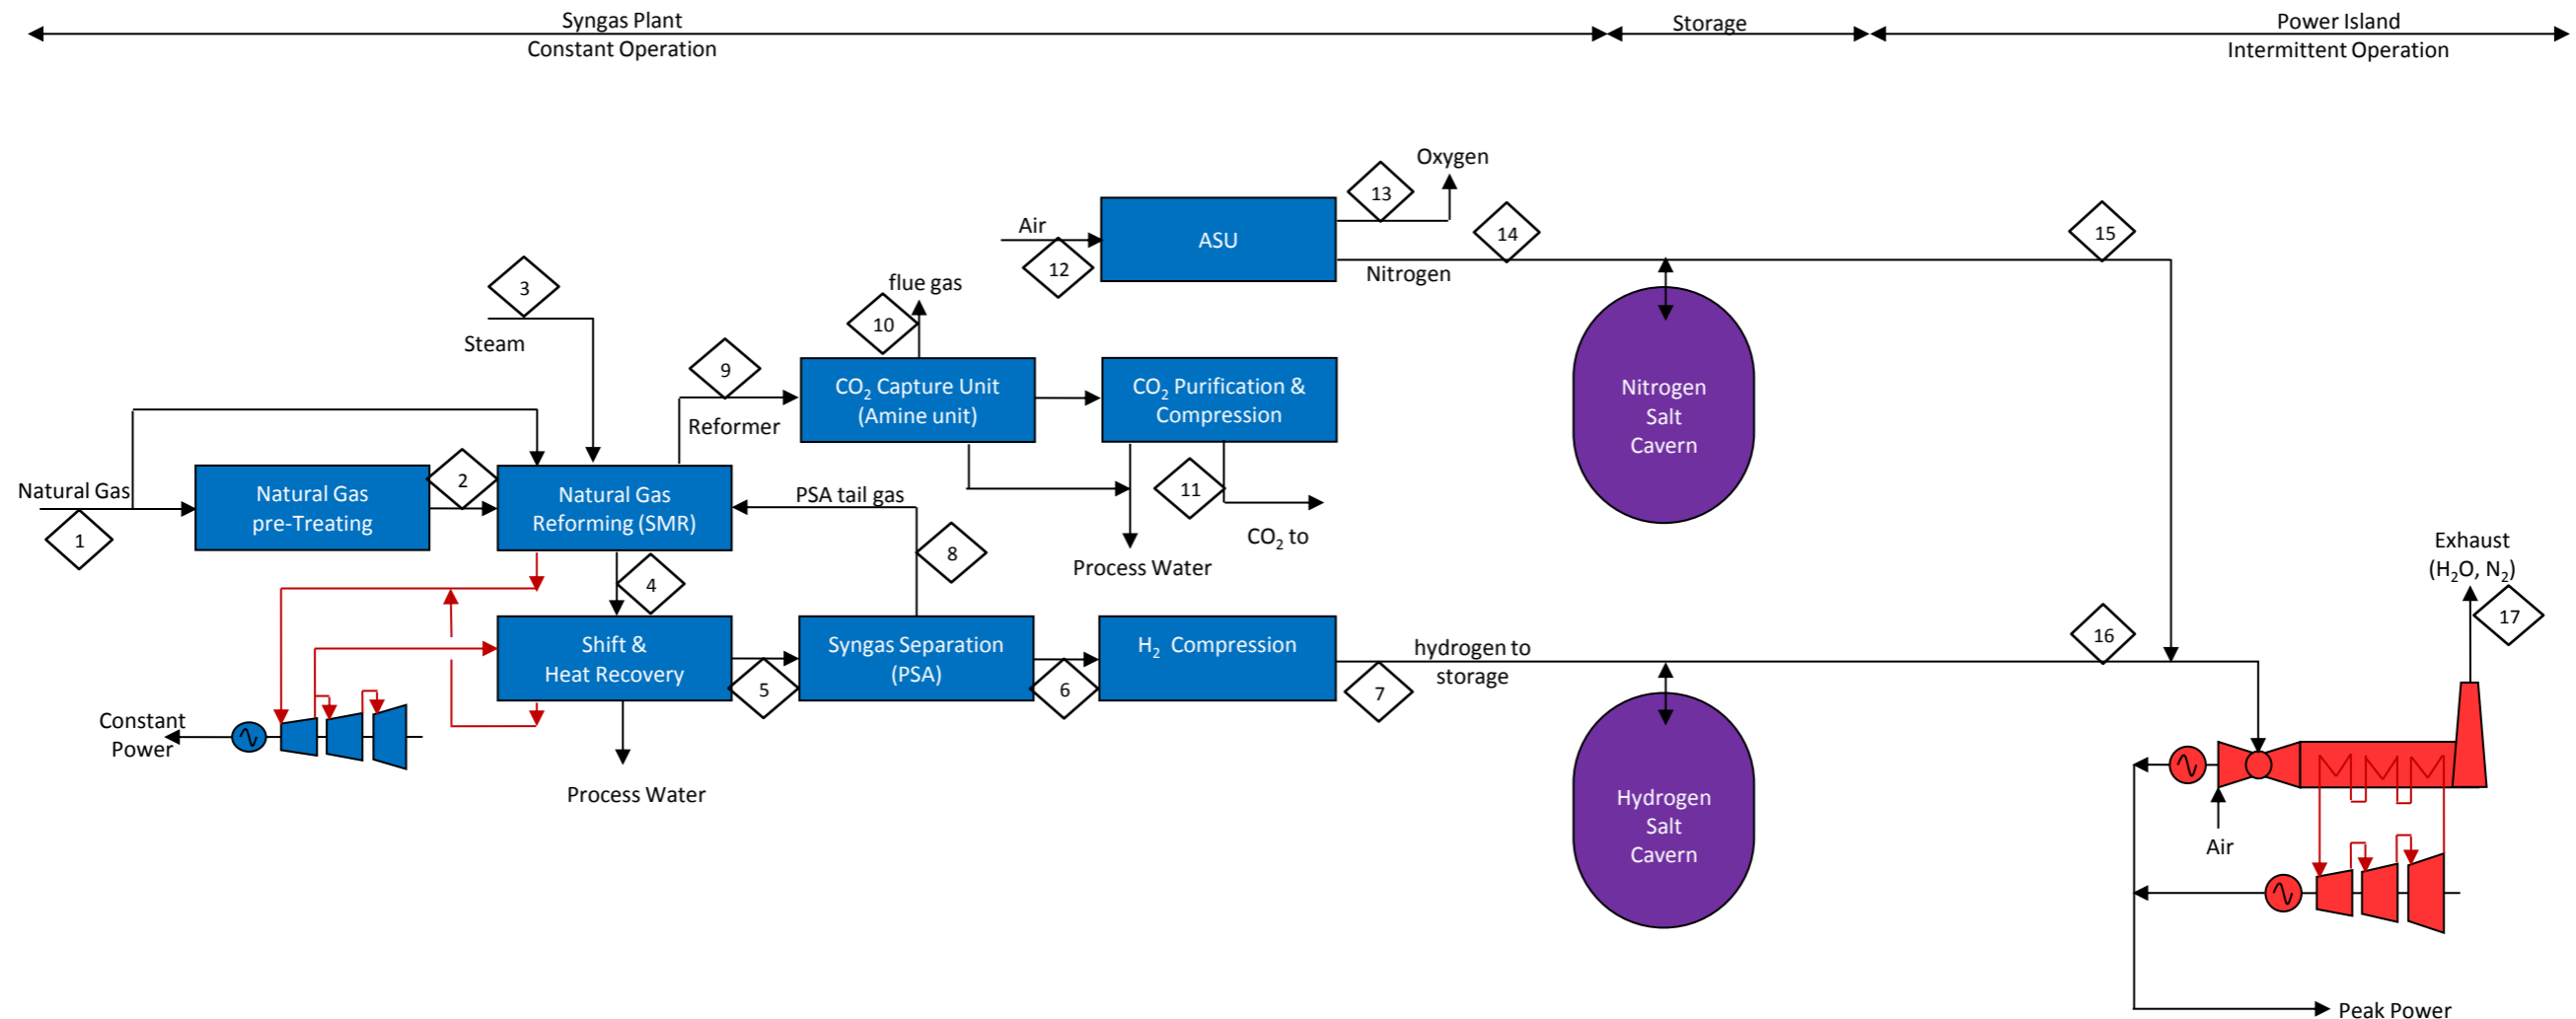 Syngas Plant
Constant Operation
Storage
Power Island
Intermittent Operation
Oxygen
13
Air
12
ASU
14
Nitrogen
15
3
Steam
flue gas
10
9
Reformer
CO₂ Capture Unit
(Amine unit)
CO₂ Purification &
Compression
Nitrogen
Salt
Cavern
Natural Gas
1
Natural Gas
pre-Treating
2
Natural Gas
Reforming (SMR)
PSA tail gas
8
11
CO₂ to
Process Water
Exhaust
(H₂O, N₂)
17
4
Shift &
Heat Recovery
5
Syngas Separation
(PSA)
6
H₂ Compression
7
hydrogen to
storage
16
Constant
Power
Process Water
Hydrogen
Salt
Cavern
Air
Peak Power